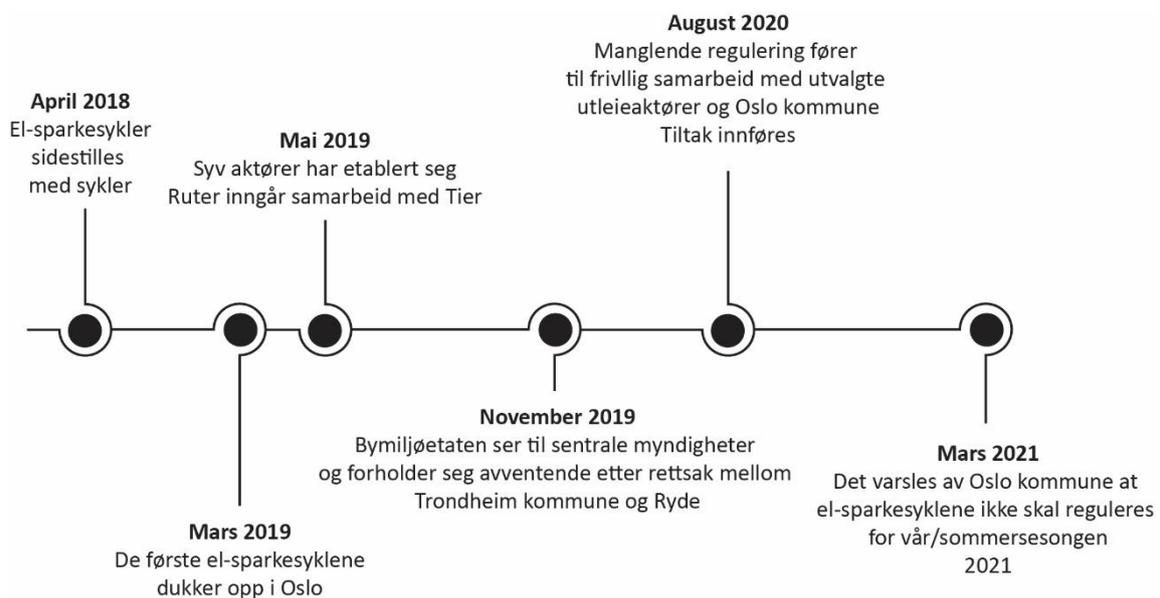 April 2018
El-sparkesykler
sidestilles
med sykler
Mars 2019
De første el-sparkesyklene
dukker opp i Oslo
Mai 2019
Syv aktører har etablert seg
Ruter inngår samarbeid med Tier
November 2019
Bymiljøetaten ser til sentrale myndigheter
og forholder seg avventende etter rettsak mellom
Trondheim kommune og Ryde
August 2020
Manglende regulering fører
til frivllig samarbeid med utvalgte
utleieaktører og Oslo kommune
Tiltak innføres
Mars 2021
Det varsles av Oslo kommune at
el-sparkesyklene ikke skal reguleres
for vår/sommersesongen
2021